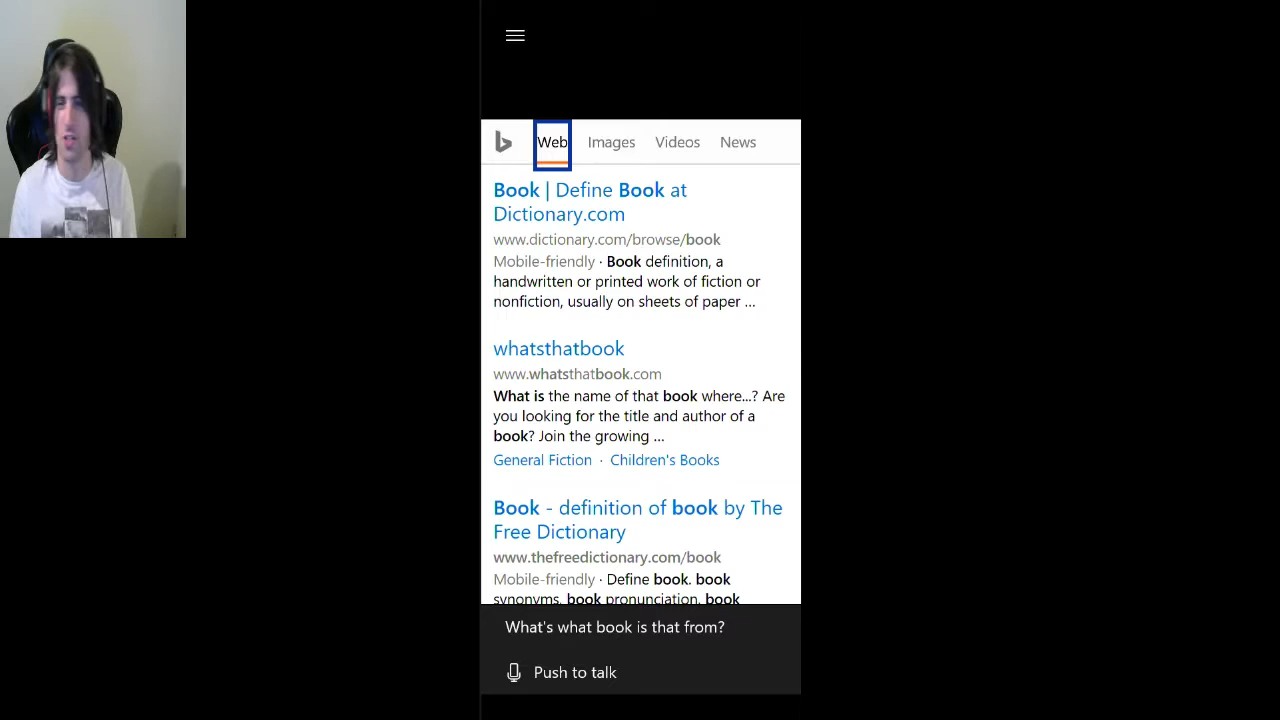 Web Images Videos News
Book | Define Book at
Dictionary.com
www.dictionary.com/browse/book
Mobile-friendly · Book definition, a
handwritten or printed work of fiction or
nonfiction, usually on sheets of paper ...
whatsthatbook
www.whatsthatbook.com
What is the name of that book where...? Are
you looking for the title and author of a
book? Join the growing ...
General Fiction · Children's Books
Book - definition of book by The
Free Dictionary
www.thefreedictionary.com/book
Mobile-friendly · Define book. book
synonyms, book pronunciation, book
What's what book is that from?
Push to talk